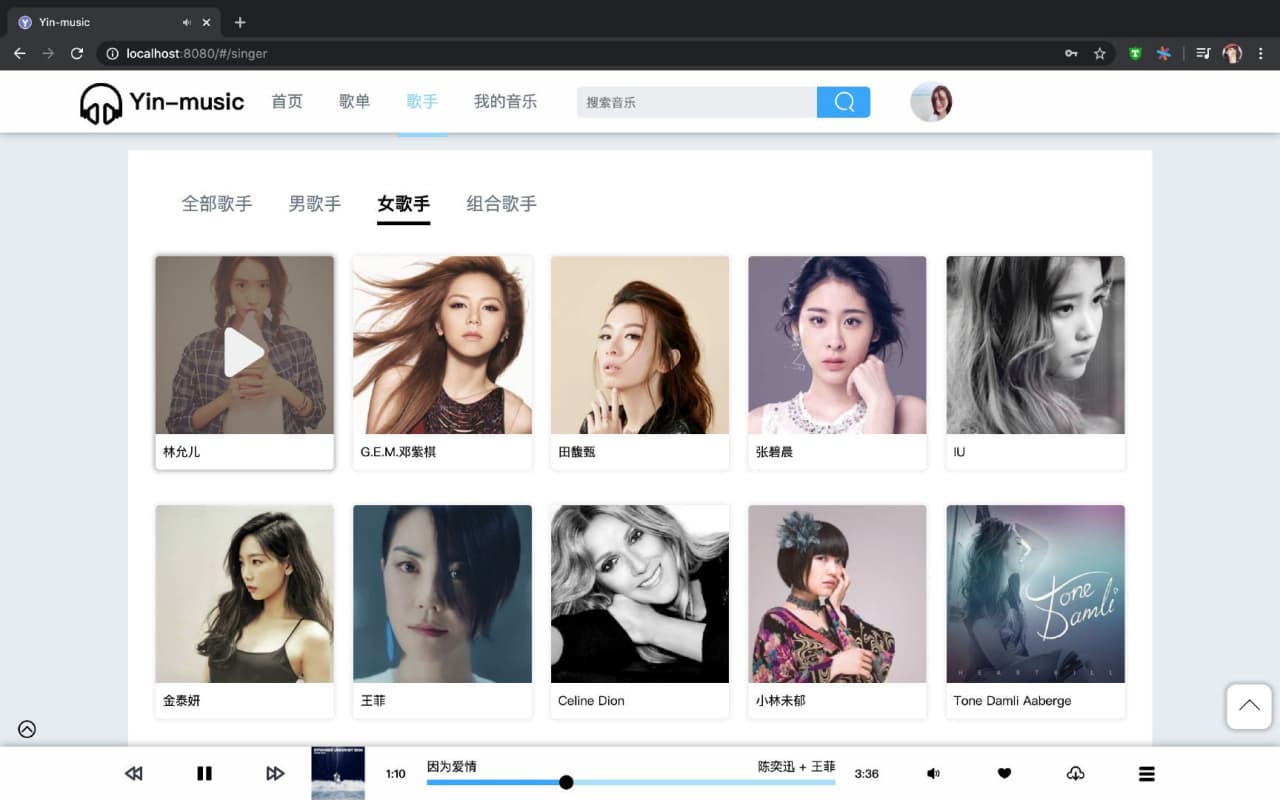 Yin-music
localhost:8080/#/singer
Yin-music 首页 歌单 歌手 我的音乐 搜索音乐
全部歌手 男歌手 女歌手 组合歌手
林允儿 G.E.M.邓紫棋 田馥甄 张碧晨 IU
Tone Damli
HEARTKILL
金泰妍 王菲 Celine Dion 小林未郁 Tone Damli Aaberge
1:10 因为爱情 陈奕迅 + 王菲 3:36